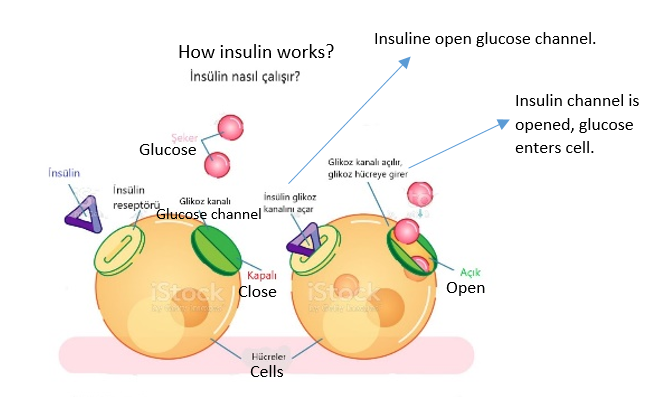 How insulin works?
İnsülin nasıl çalışır?
Insuline open glucose channel.
Insulin channel is
opened, glucose
enters cell.
Şeker
Glucose
İnsülin
İnsülin
reseptörü
Glikoz kanalı
Glucose channel
İnsülin glikoz
kanalını açar
Glikoz kanalı açılır,
glikoz hücreye girer
Kapalı
Close
Açık
Open
iStock
iStock
Hücreler
Cells